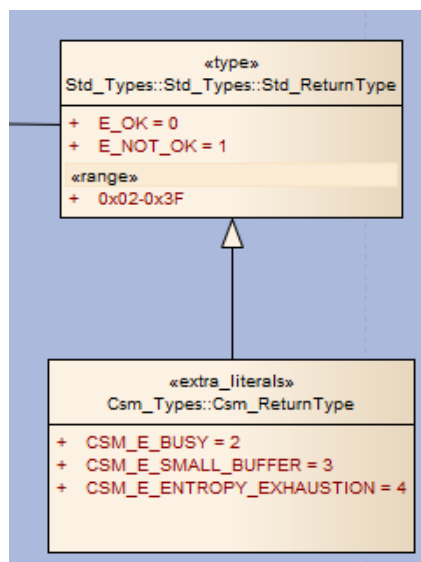 «type»
Std_Types::Std_Types::Std_ReturnType
+ E_OK = 0
+ E_NOT_OK = 1
«range»
+ 0x02-0x3F
«extra_literals»
Csm_Types::Csm_ReturnType
+ CSM_E_BUSY = 2
+ CSM_E_SMALL_BUFFER = 3
+ CSM_E_ENTROPY_EXHAUSTION = 4